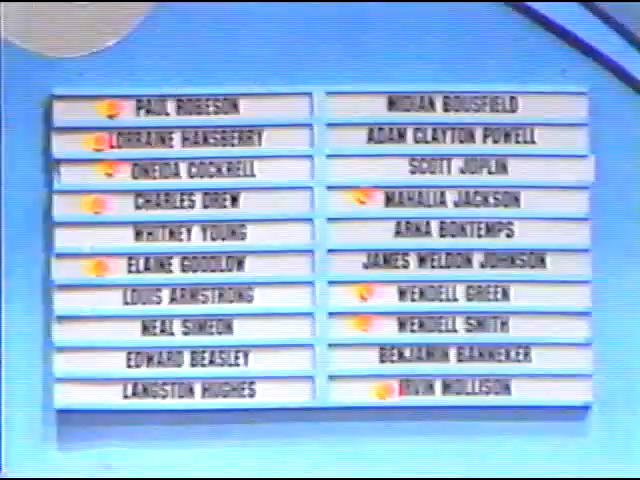 PAUL ROBESON
LORRAINE HANSBERRY
ONEIDA COCKRELL
CHARLES DREW
WHITNEY YOUNG
ELAINE GOODLOW
LOUIS ARMSTRONG
NEAL SIMEON
EDWARD BEASLEY
LANGSTON HUGHES
MIDIAN BOUSFIELD
ADAM CLAYTON POWELL
SCOTT JOPLIN
MAHALIA JACKSON
ARNA BONTEMPS
JAMES WELDON JOHNSON
WENDELL GREEN
WENDELL SMITH
BENJAMIN BANNEKER
IRVIN MOLLISON